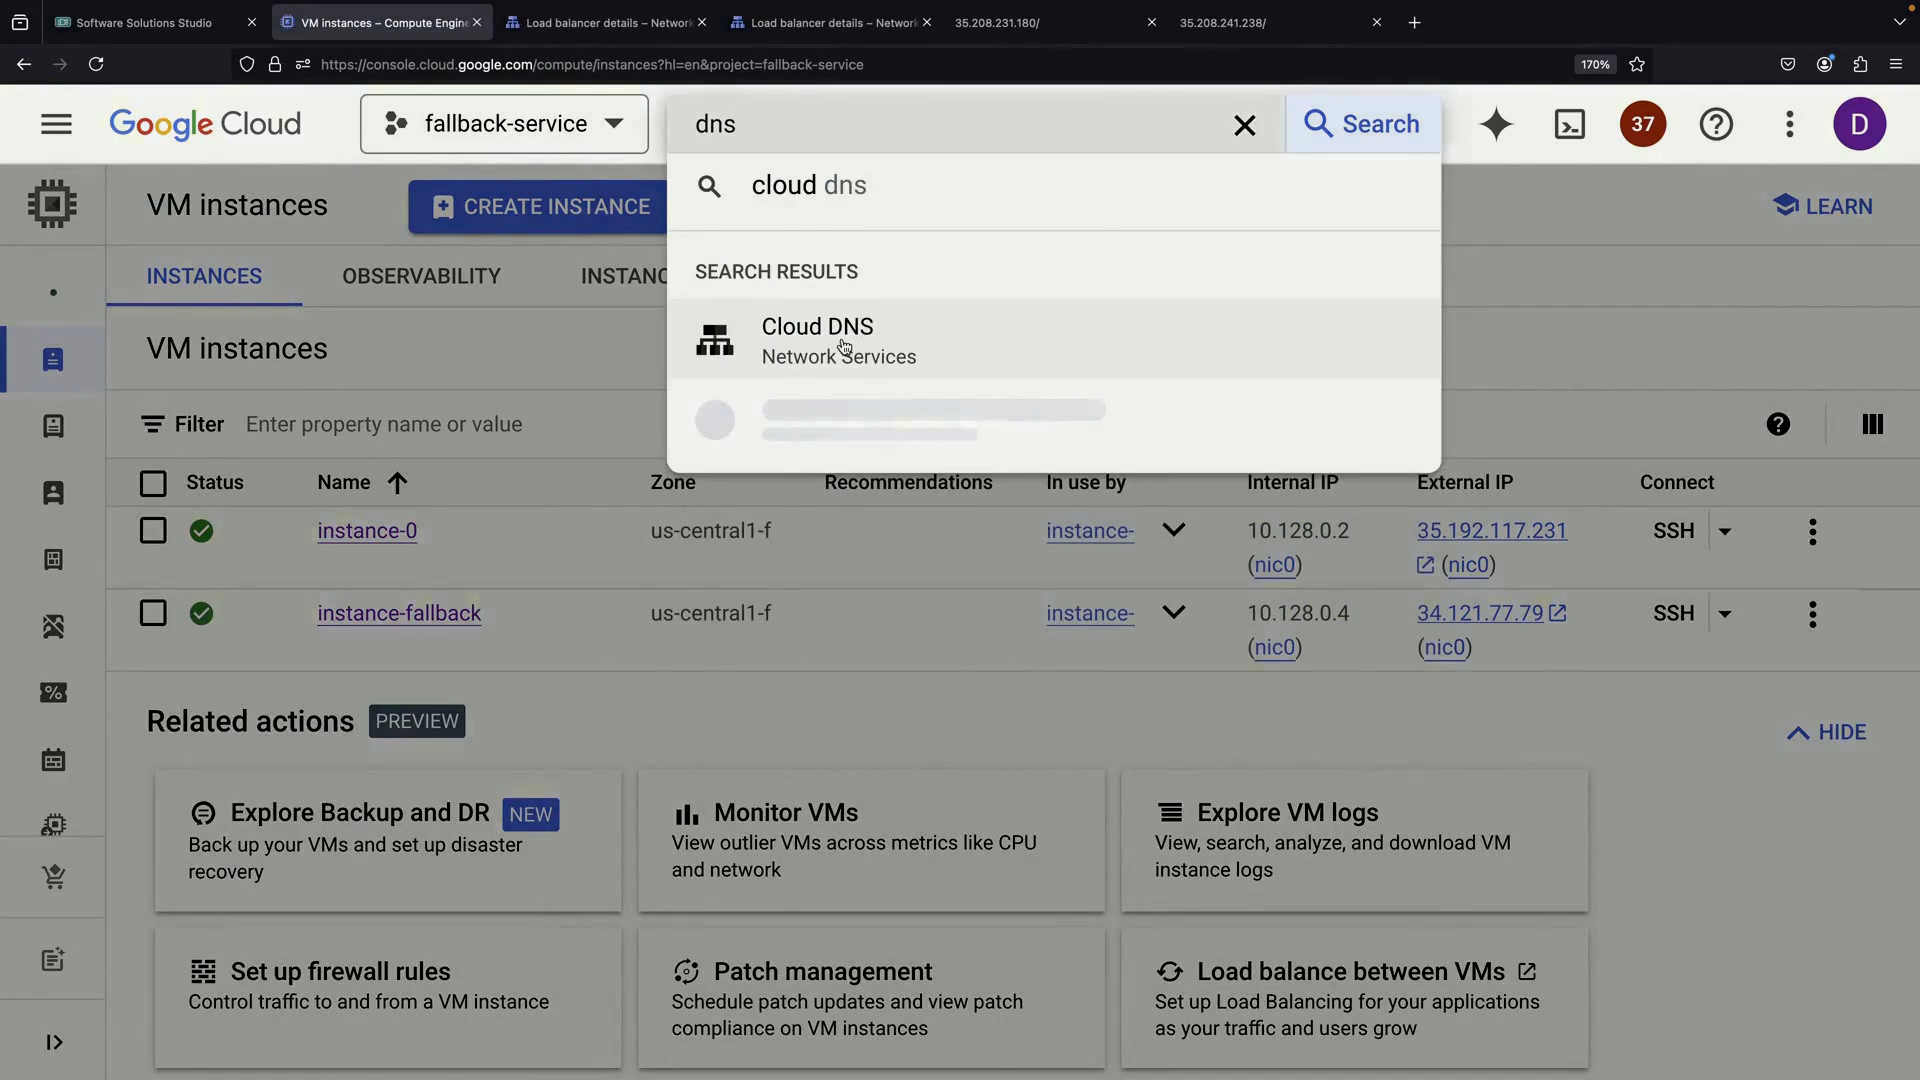 Software Solutions Studio
VM instances – Compute Engine
Load balancer details – Network
Load balancer details – Network
35.208.231.180/
35.208.241.238/
https://console.cloud.google.com/compute/instances?hl=en&project=fallback-service
170%
Google Cloud
fallback-service
dns
Search
37
D
cloud dns
VM instances
CREATE INSTANCE
LEARN
SEARCH RESULTS
INSTANCES
OBSERVABILITY
INSTANC
Cloud DNS
Network Services
VM instances
Filter
Enter property name or value
Status
Name
Zone
Recommendations
In use by
Internal IP
External IP
Connect
instance-0
us-central1-f
instance-
10.128.0.2
(nic0)
35.192.117.231
(nic0)
SSH
instance-fallback
us-central1-f
instance-
10.128.0.4
(nic0)
34.121.77.79
(nic0)
SSH
Related actions
PREVIEW
HIDE
Explore Backup and DR
NEW
Back up your VMs and set up disaster
recovery
Monitor VMs
View outlier VMs across metrics like CPU
and network
Explore VM logs
View, search, analyze, and download VM
instance logs
Set up firewall rules
Control traffic to and from a VM instance
Patch management
Schedule patch updates and view patch
compliance on VM instances
Load balance between VMs
Set up Load Balancing for your applications
as your traffic and users grow